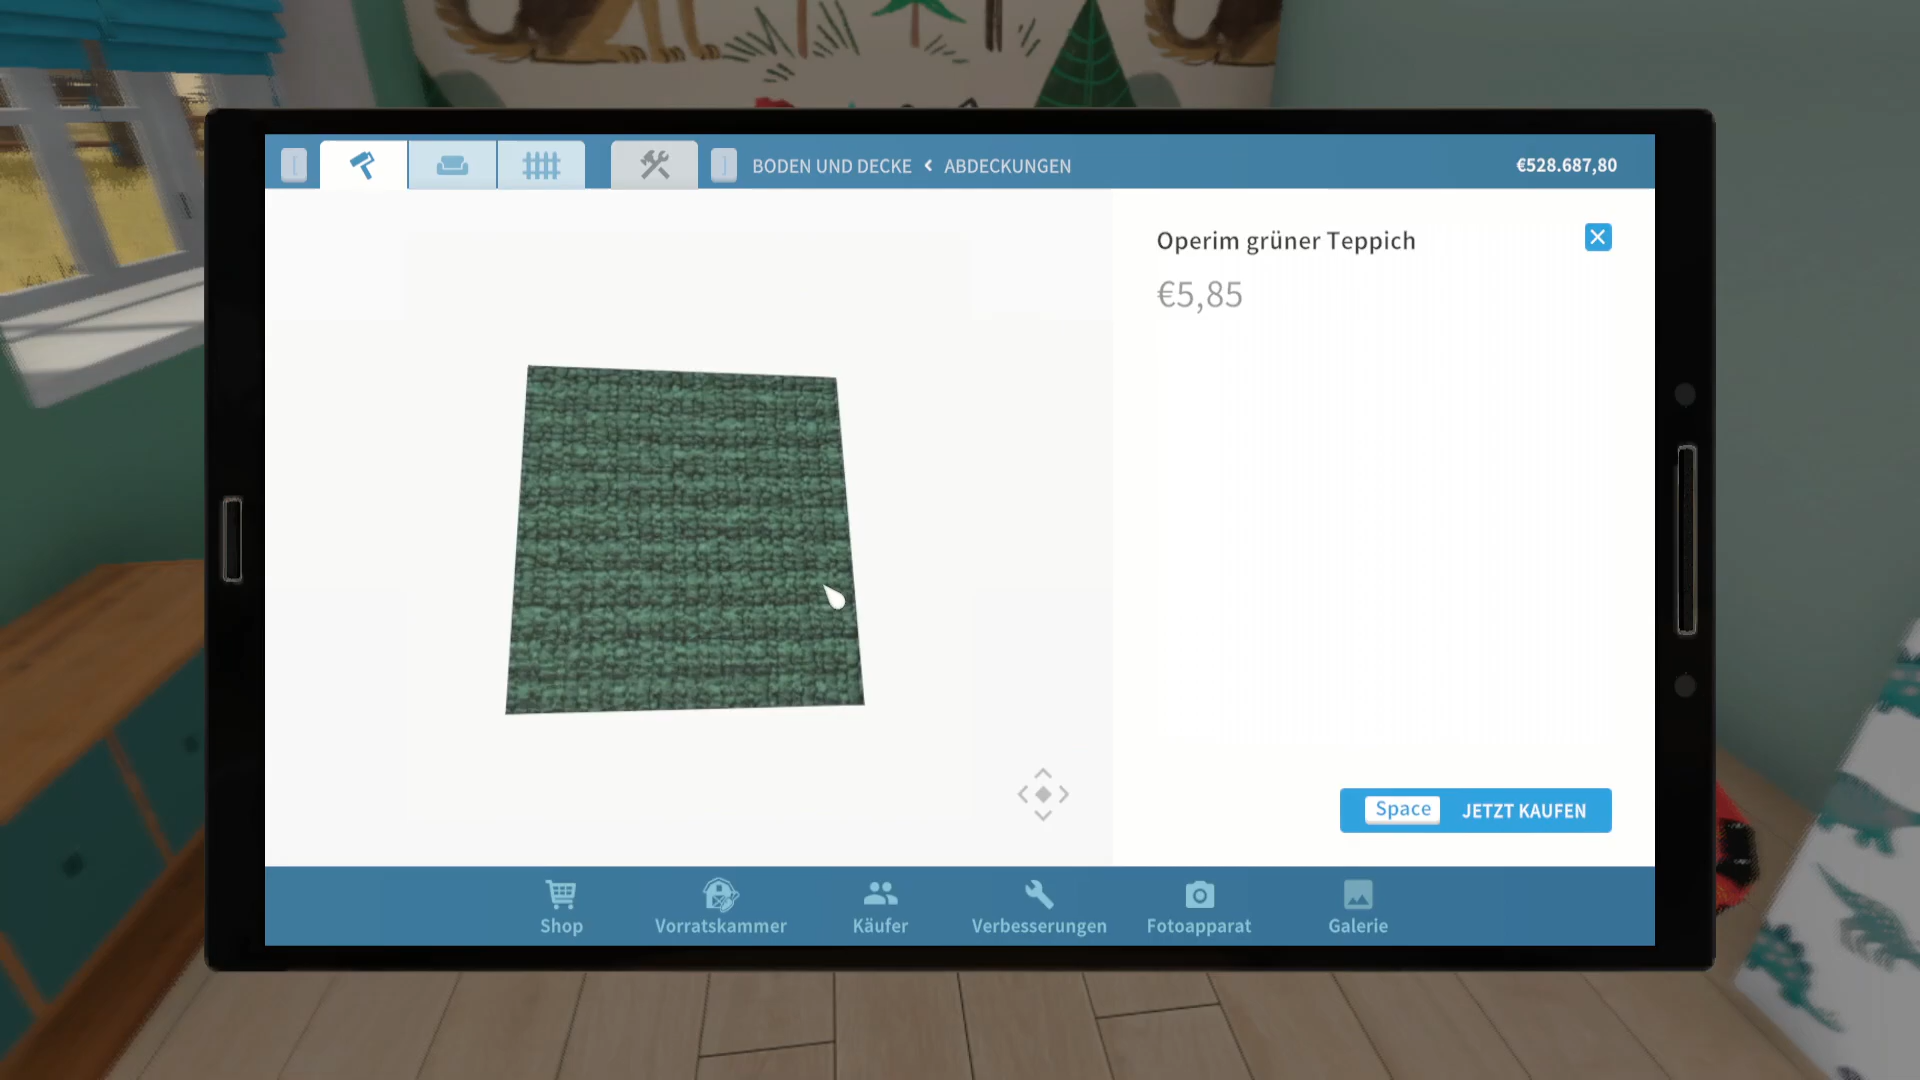 [
]
BODEN UND DECKE < ABDECKUNGEN
€528.687,80
Operim grüner Teppich
€5,85
Space JETZT KAUFEN
Shop
Vorratskammer
Käufer
Verbesserungen
Fotoapparat
Galerie